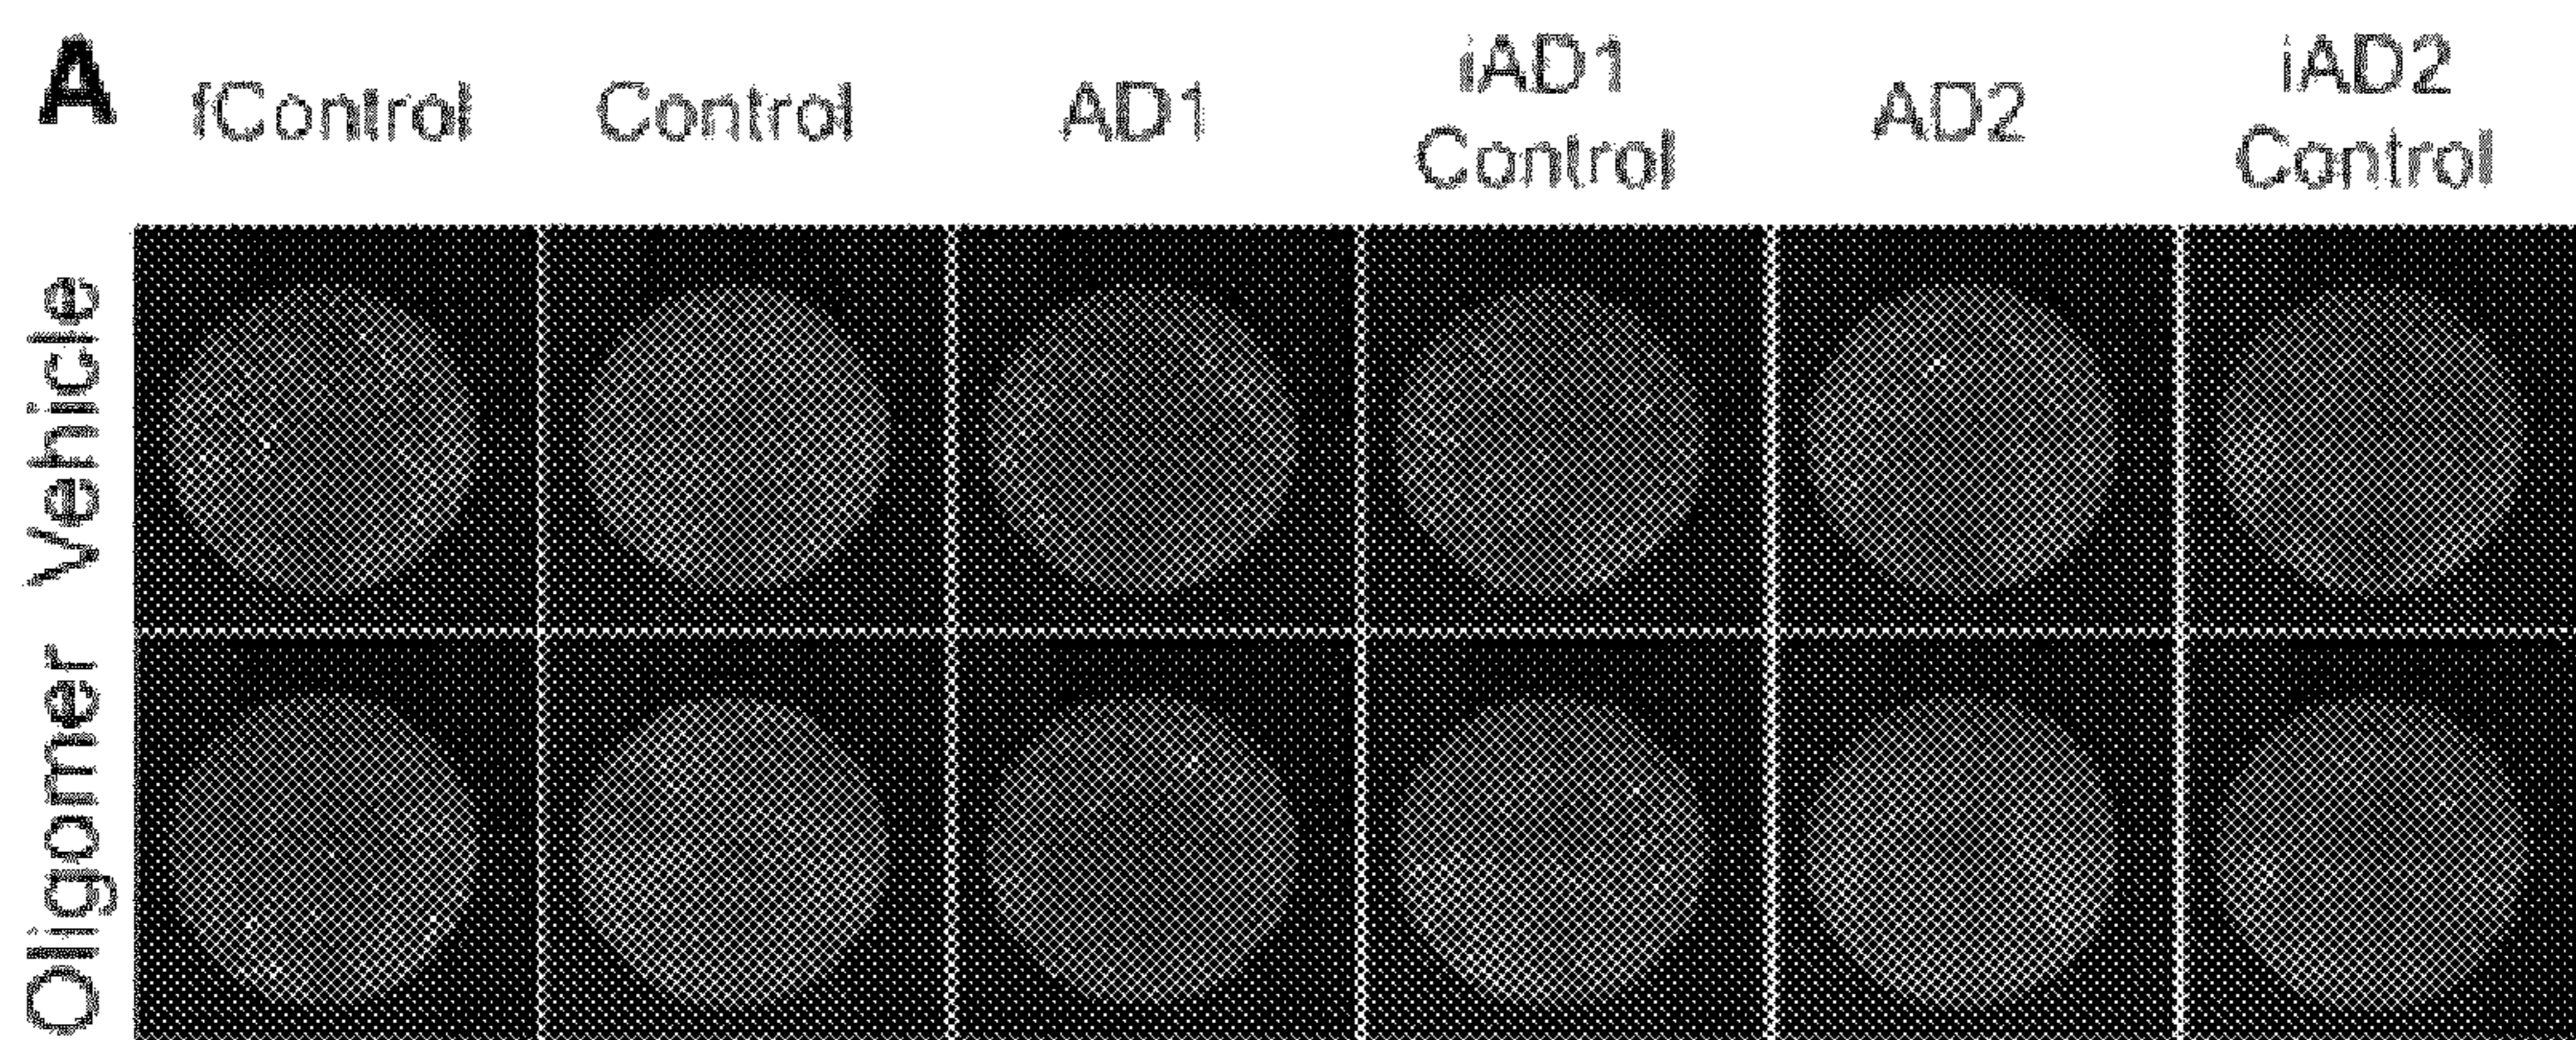 A
fControl
Control
AD1
iAD1
Control
AD2
iAD2
Control
Vehicle
Oligomer